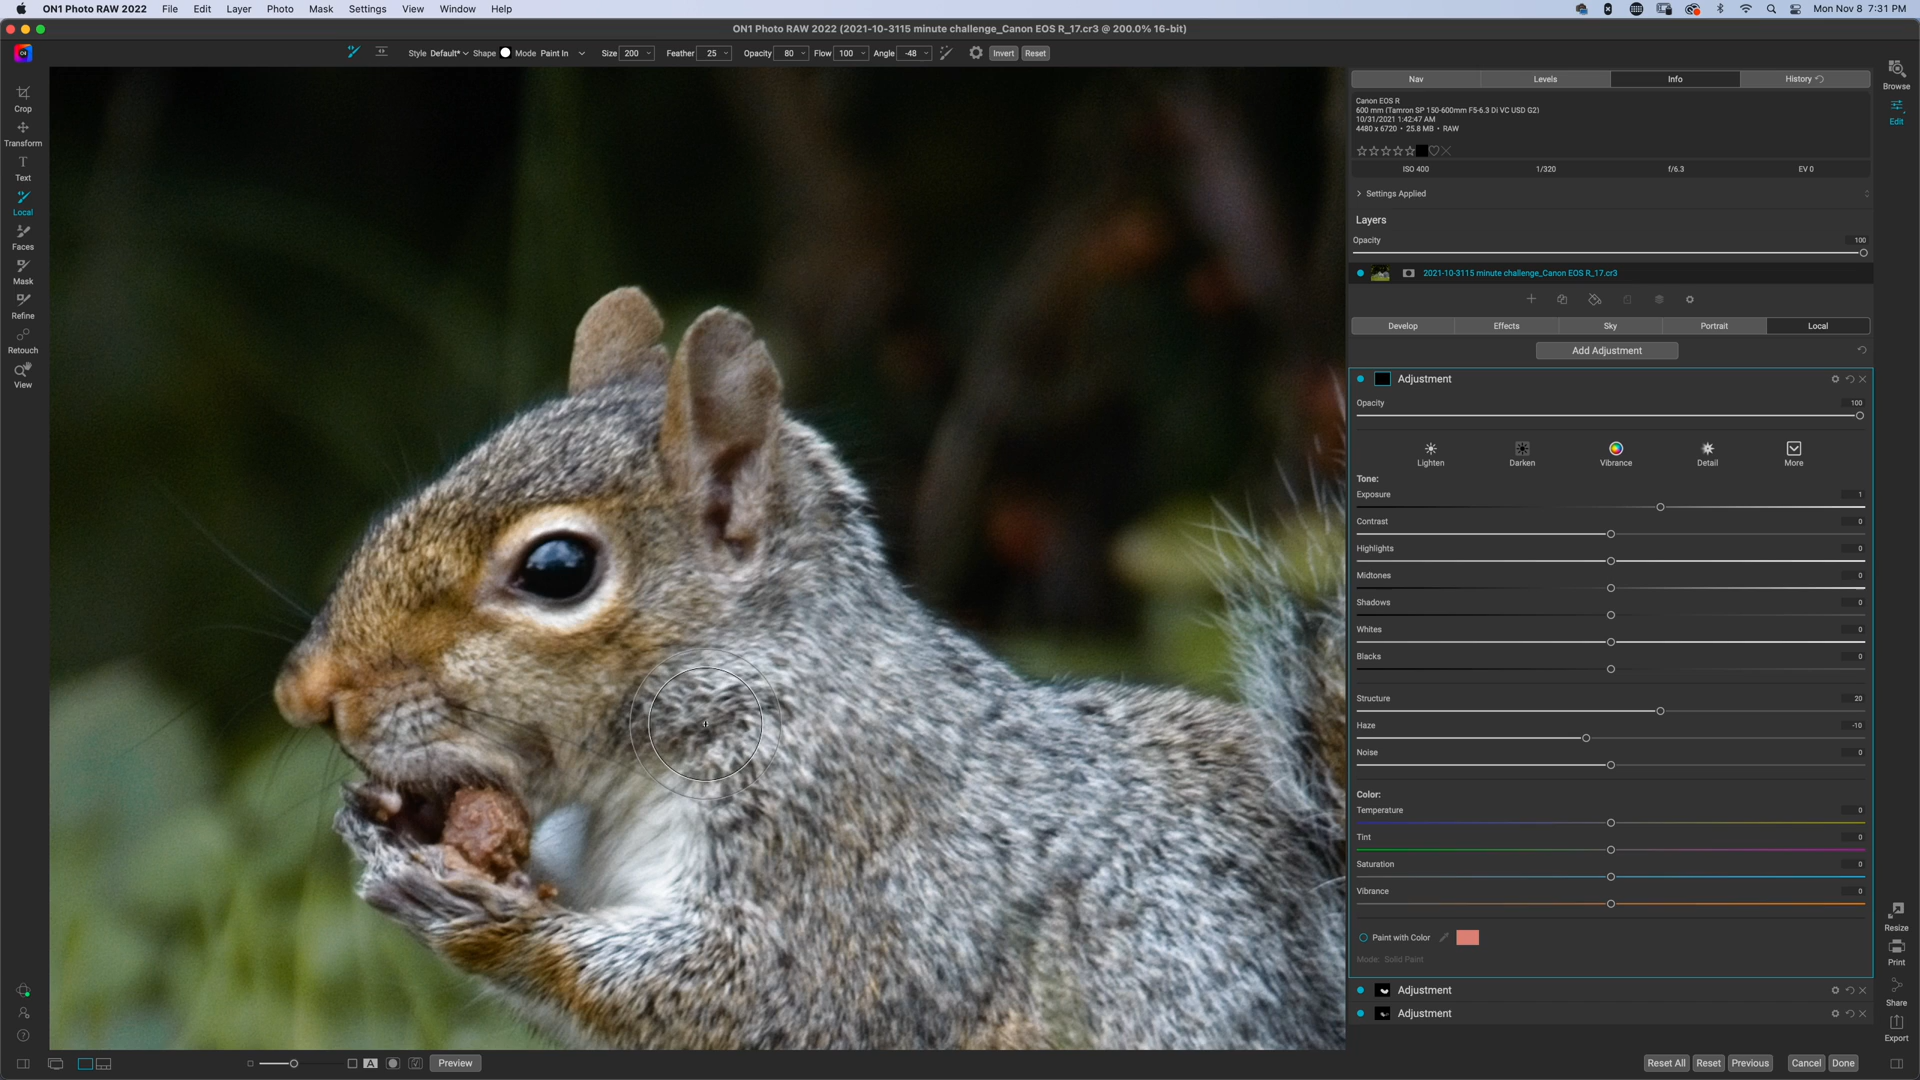 ON1 Photo RAW 2022 File Edit Layer Photo Mask Settings View Window Help Mon Nov 8 7:31 PM
ON1 Photo RAW 2022 (2021-10-3115 minute challenge_Canon EOS R_17.cr3 @ 200.0% 16-bit)
Style Default* Shape Mode Paint In Size 200 Feather 25 Opacity 80 Flow 100 Angle -48 Invert Reset
Crop
Transform
Text
Local
Faces
Mask
Refine
Retouch
View
Nav Levels Info History
Canon EOS R
600 mm (Tamron SP 150-600mm F5-6.3 Di VC USD G2)
10/31/2021 1:42:47 AM
4480 x 6720 • 25.8 MB • RAW
ISO 400 1/320 f/6.3 EV 0
Settings Applied
Layers
Opacity 100
2021-10-3115 minute challenge_Canon EOS R_17.cr3
Develop Effects Sky Portrait Local
Add Adjustment
Adjustment
Opacity 100
Lighten Darken Vibrance Detail More
Tone:
Exposure 1
Contrast 0
Highlights 0
Midtones 0
Shadows 0
Whites 0
Blacks 0
Structure 20
Haze -10
Noise 0
Color:
Temperature 0
Tint 0
Saturation 0
Vibrance 0
Paint with Color
Mode: Solid Paint
Adjustment
Adjustment
Browse
Edit
Resize
Print
Share
Export
A Preview Reset All Reset Previous Cancel Done